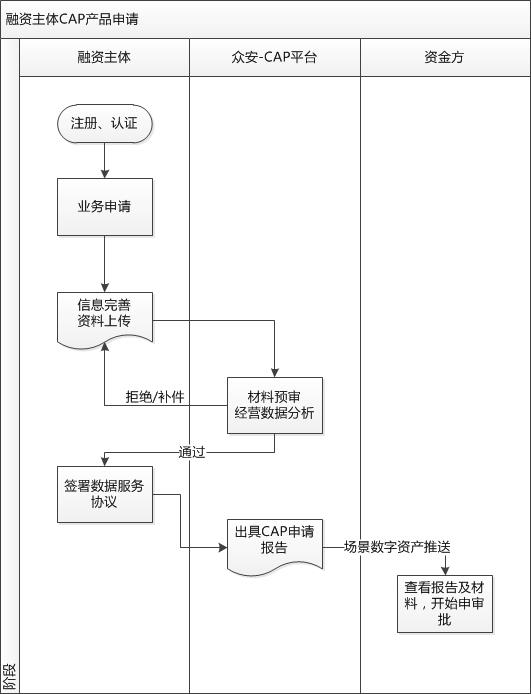 融资主体CAP产品申请
融资主体
众安-CAP平台
资金方
注册、认证
业务申请
信息完善
资料上传
材料预审
经营数据分析
拒绝/补件
通过
签署数据服务
协议
出具CAP申请
报告
场景数字资产推送
查看报告及材
料，开始申审
批
阶段